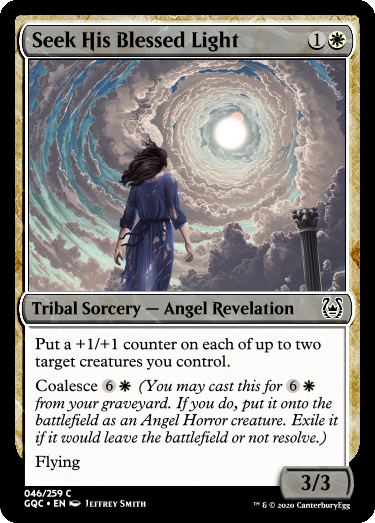 Seek His Blessed Light 1
Tribal Sorcery — Angel Revelation
Put a +1/+1 counter on each of up to two
target creatures you control.
Coalesce 6 (You may cast this for 6
from your graveyard. If you do, put it onto the
battlefield as an Angel Horror creature. Exile it
if it would leave the battlefield or not resolve.)
Flying
3/3
046/259 C
GQC • EN Jeffrey Smith
™ & © 2020 CanterburyEgg